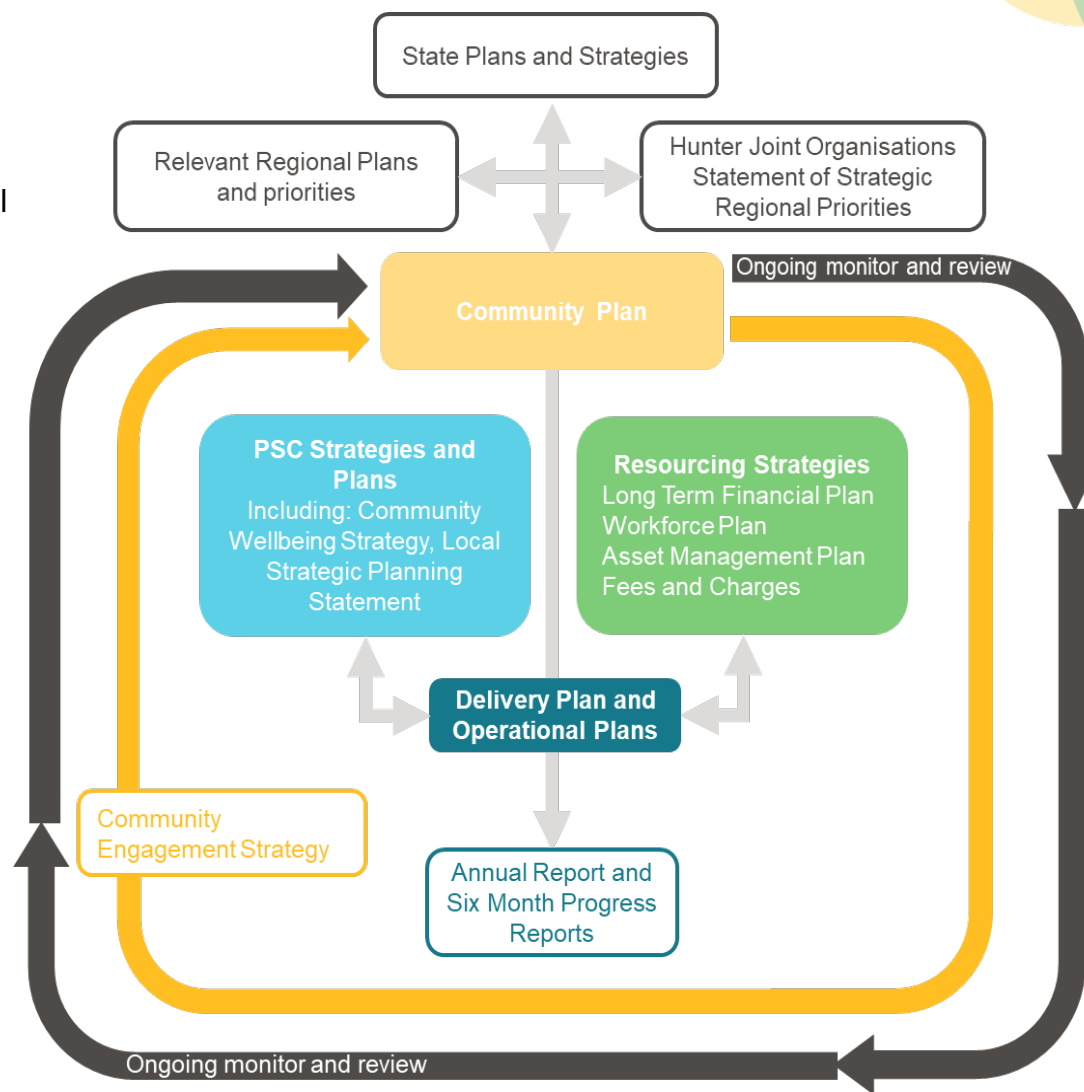 State Plans and Strategies
Relevant Regional Plans
and priorities
Hunter Joint Organisations
Statement of Strategic
Regional Priorities
l
Community Plan
Ongoing monitor and review
PSC Strategies and
Plans
Including: Community
Wellbeing Strategy, Local
Strategic Planning
Statement
Resourcing Strategies
Long Term Financial Plan
Workforce Plan
Asset Management Plan
Fees and Charges
Delivery Plan and
Operational Plans
Community
Engagement Strategy
Annual Report and
Six Month Progress
Reports
Ongoing monitor and review